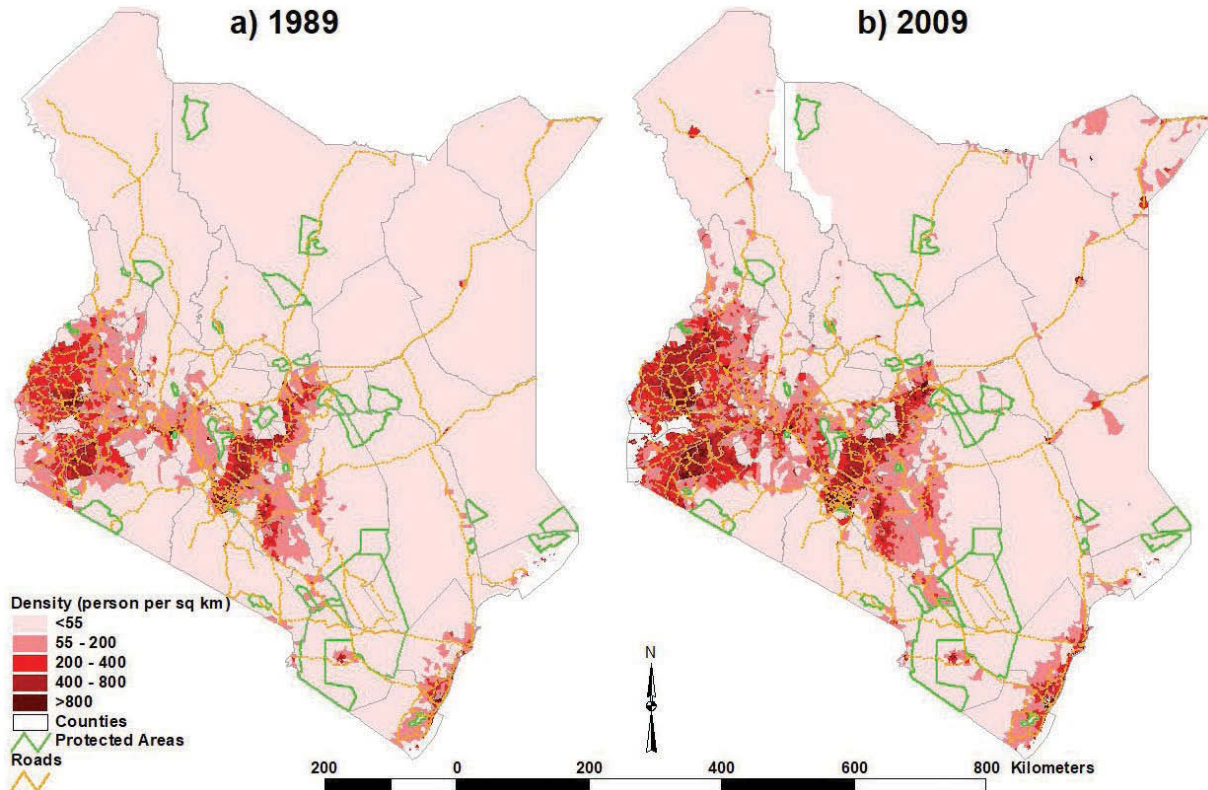 a) 1989
b) 2009
Density (person per sq km)
<55
55 - 200
200 - 400
400 - 800
>800
Counties
Protected Areas
Roads
N
200 0 200 400 600 800 Kilometers